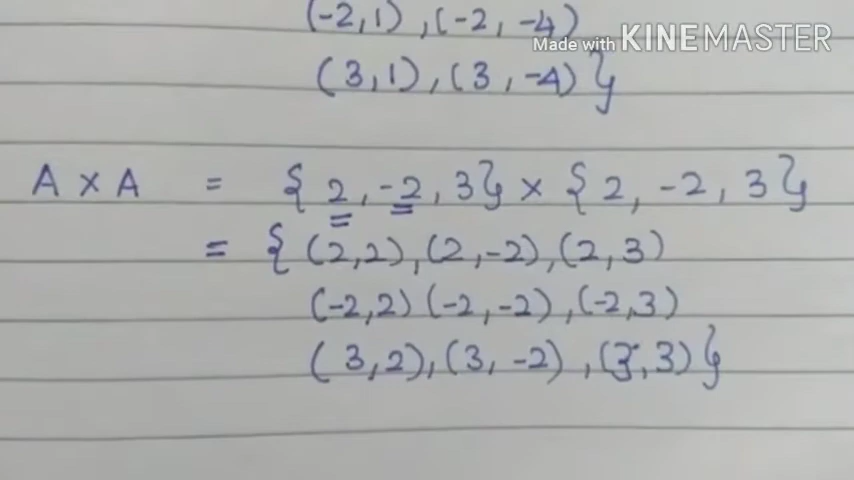 (-2,1),(-2,-4)
Made with KINEMASTER
(3,1),(3,-4)}
A × A = {2,-2,3} × {2,-2,3}
= {(2,2),(2,-2),(2,3)
(-2,2)(-2,-2),(-2,3)
(3,2),(3,-2),(3,3)}